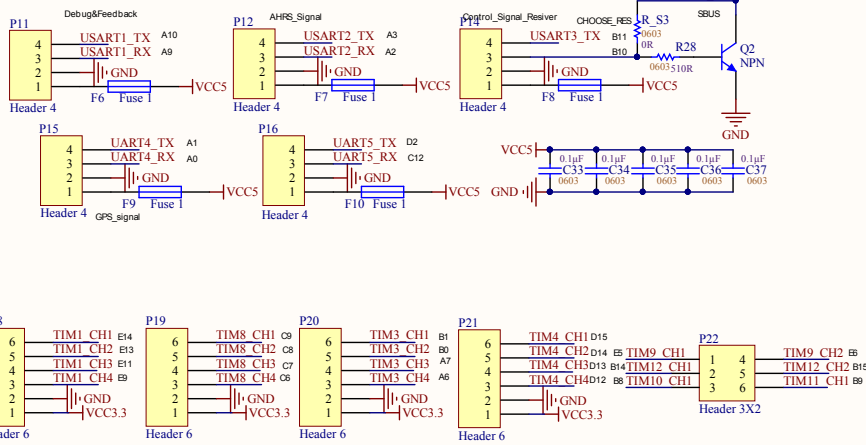 Debug&Feedback
P11
4 USART1_TX A10
3 USART1_RX A9
2 GND
1 F6 Fuse 1 VCC5
Header 4
AHRS_Signal
P12
4 USART2_TX A3
3 USART2_RX A2
2 GND
1 F7 Fuse 1 VCC5
Header 4
Control_Signal_Resiver
P14
4 USART3_TX B11
3 B10
2 GND
1 F8 Fuse 1 VCC5
Header 4
CHOOSE_RES
R_S3
0603
0R
R28
0603 510R
SBUS
Q2
NPN
GND
P15
4 UART4_TX A1
3 UART4_RX A0
2 GND
1 F9 Fuse 1 VCC5
Header 4
GPS_signal
P16
4 UART5_TX D2
3 UART5_RX C12
2 GND
1 F10 Fuse 1 VCC5
Header 4
VCC5
0.1µF 0.1µF 0.1µF 0.1µF 0.1µF
C33 C34 C35 C36 C37
0603 0603 0603 0603 0603
GND
8
6 TIM1_CH1 E14
5 TIM1_CH2 E13
4 TIM1_CH3 E11
3 TIM1_CH4 E9
2 GND
1 VCC3.3
ader 6
P19
6 TIM8_CH1 C9
5 TIM8_CH2 C8
4 TIM8_CH3 C7
3 TIM8_CH4 C6
2 GND
1 VCC3.3
Header 6
P20
6 TIM3_CH1 B1
5 TIM3_CH2 B0
4 TIM3_CH3 A7
3 TIM3_CH4 A6
2 GND
1 VCC3.3
Header 6
P21
6 TIM4_CH1 D15
5 TIM4_CH2 D14
4 TIM4_CH3 D13
3 TIM4_CH4 D12
2 GND
1 VCC3.3
Header 6
P22
E5 TIM9_CH1 1 4 TIM9_CH2 E6
B14 TIM12_CH1 2 5 TIM12_CH2 B15
B8 TIM10_CH1 3 6 TIM11_CH1 B9
Header 3X2